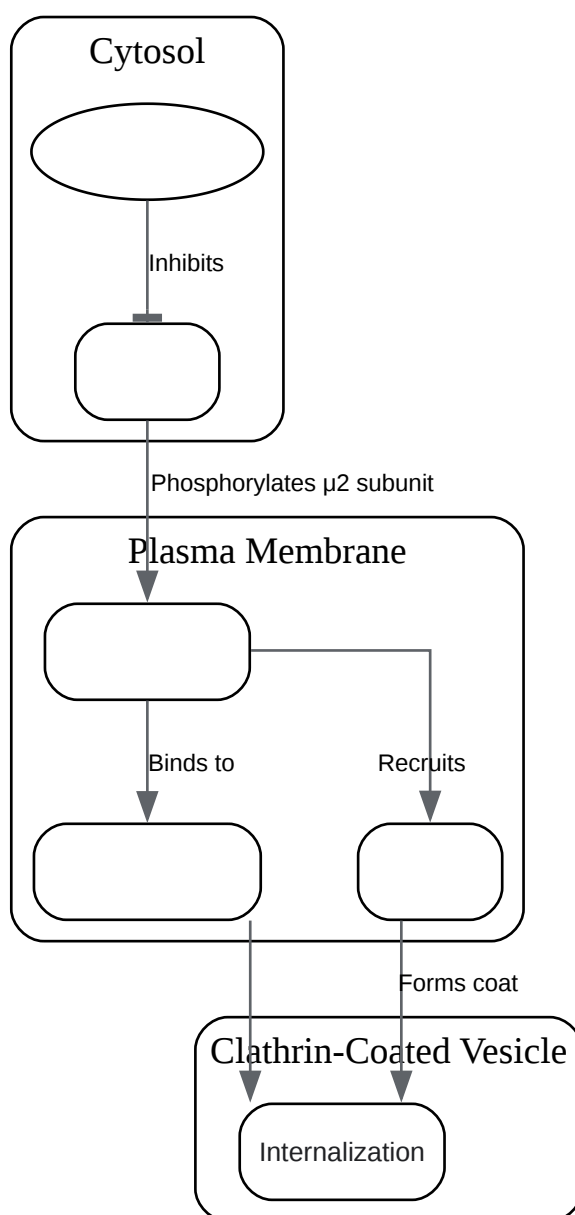 Cytosol
Inhibits
Phosphorylates μ2 subunit
Plasma Membrane
Binds to
Recruits
Forms coat
Clathrin-Coated Vesicle
Internalization